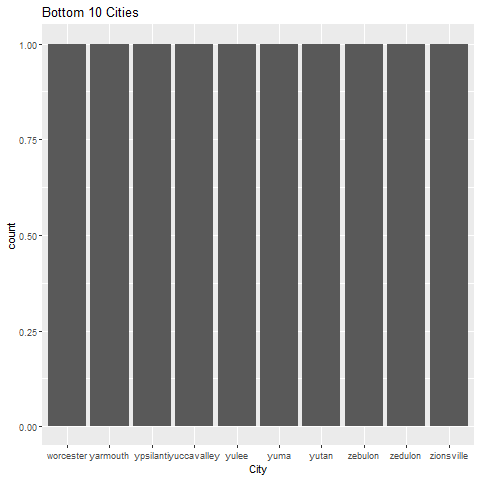 Bottom 10 Cities
1.00
0.75
0.50
0.25
0.00
count
worcester yarmouth ypsilanti yuccavalley yulee yuma yutan zebulon zedulon zionsville
City